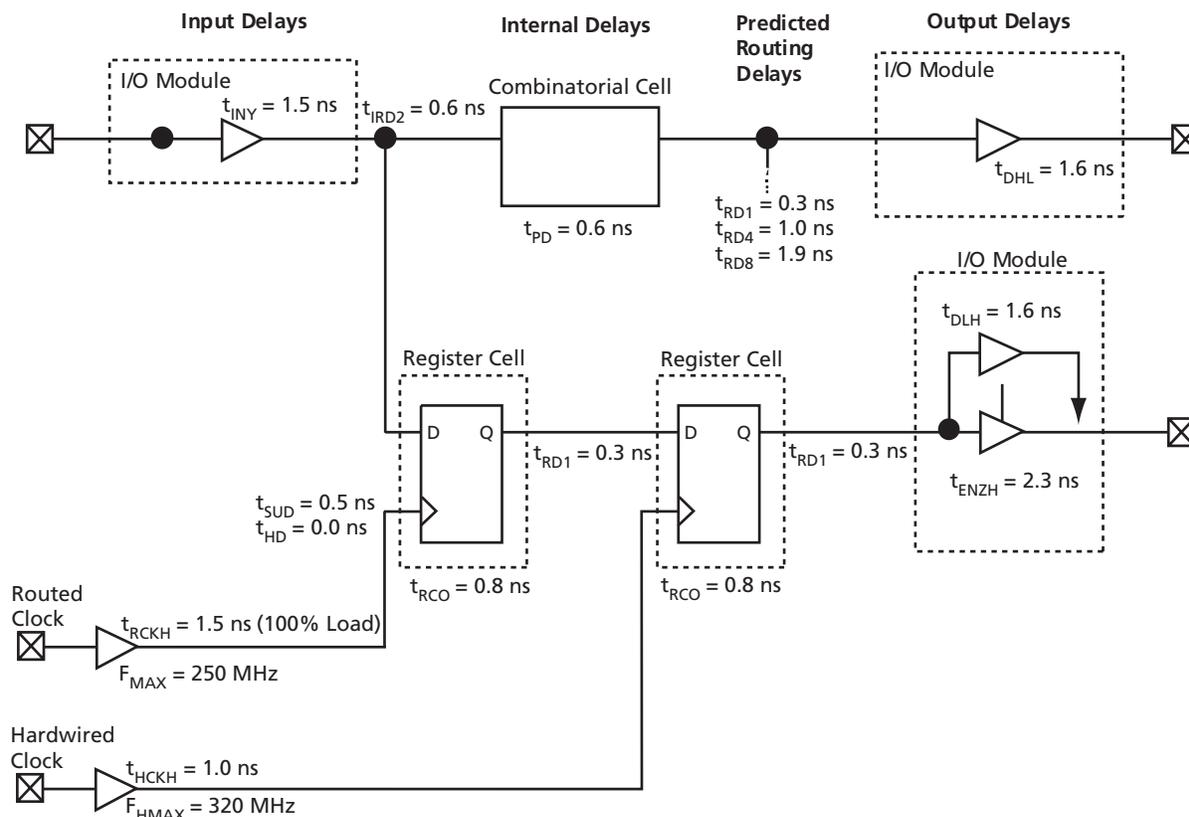 Input Delays
Internal Delays
Predicted
Routing
Delays
Output Delays
I/O Module
t_INY = 1.5 ns
t_IRD2 = 0.6 ns
Combinatorial Cell
t_PD = 0.6 ns
t_RD1 = 0.3 ns
t_RD4 = 1.0 ns
t_RD8 = 1.9 ns
I/O Module
t_DHL = 1.6 ns
I/O Module
t_DLH = 1.6 ns
t_ENZH = 2.3 ns
Register Cell
D Q
t_RD1 = 0.3 ns
Register Cell
D Q
t_RD1 = 0.3 ns
t_SUD = 0.5 ns
t_HD = 0.0 ns
t_RCO = 0.8 ns
t_RCO = 0.8 ns
Routed
Clock
t_RCKH = 1.5 ns (100% Load)
F_MAX = 250 MHz
Hardwired
Clock
t_HCKH = 1.0 ns
F_HMAX = 320 MHz